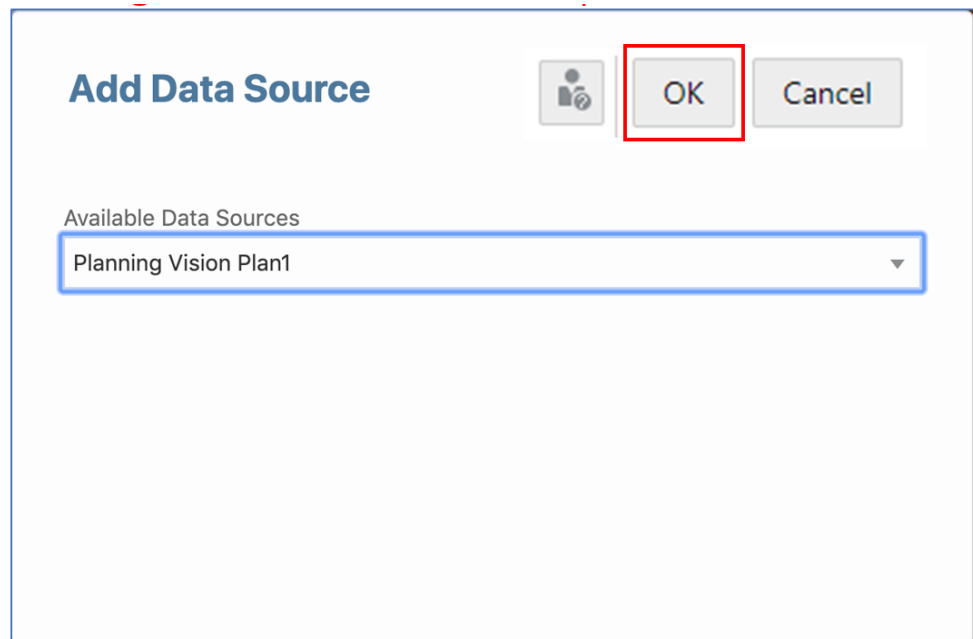 Add Data Source
OK
Cancel
Available Data Sources
Planning Vision Plan1